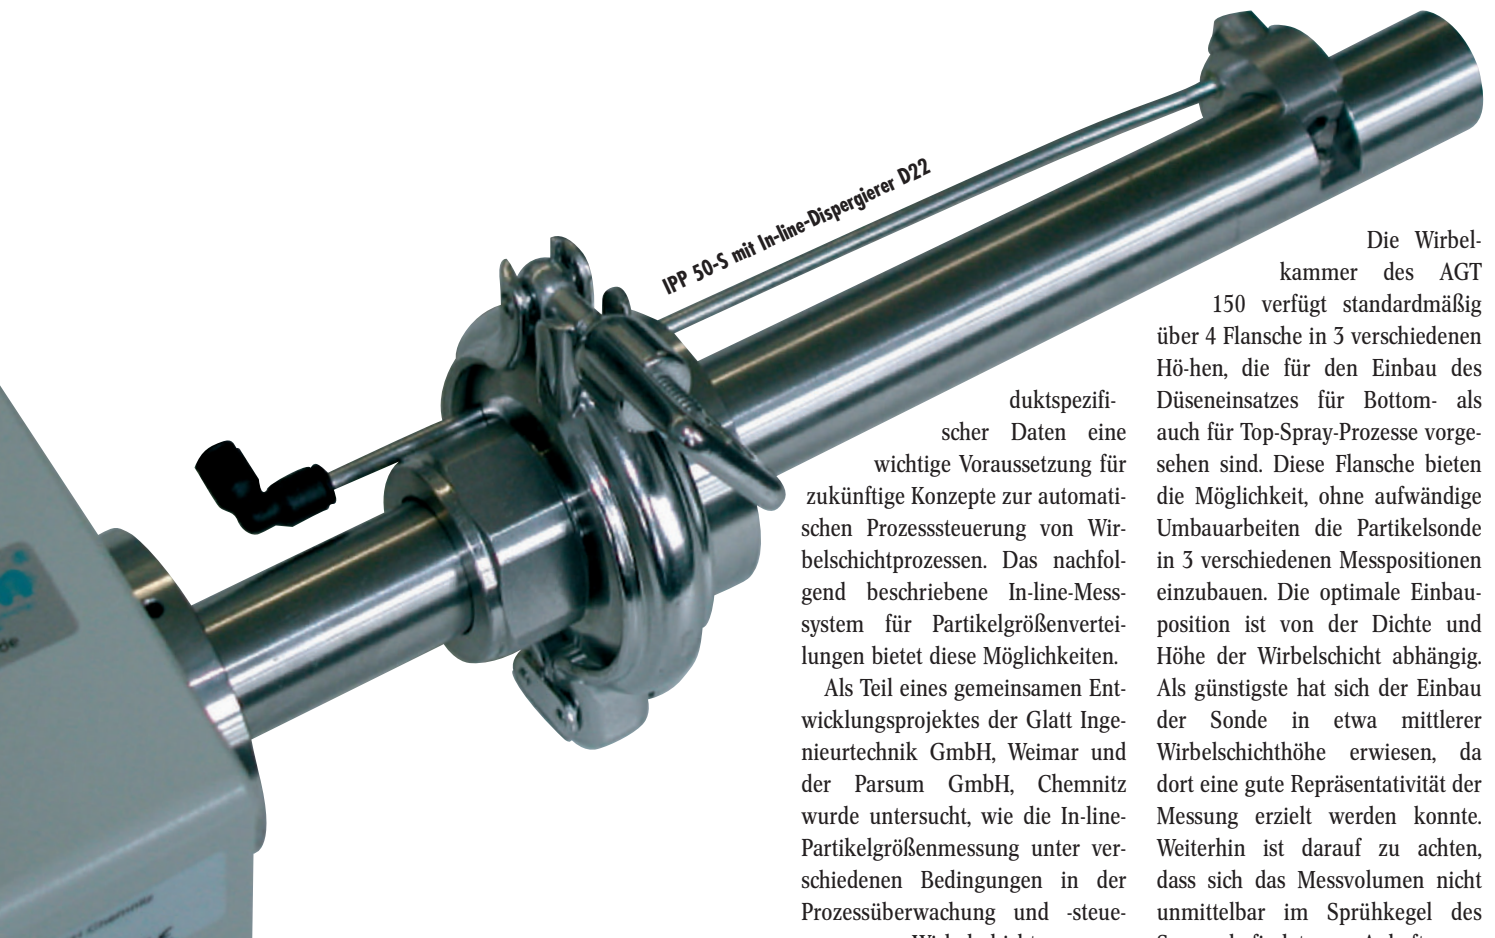 IPP 50-S mit In-line-Dispergierer D22
duktspezifi-
scher Daten eine
wichtige Voraussetzung für
zukünftige Konzepte zur automati-
schen Prozesssteuerung von Wir-
belschichtprozessen. Das nachfol-
gend beschriebene In-line-Mess-
system für Partikelgrößenvertei-
lungen bietet diese Möglichkeiten.
Als Teil eines gemeinsamen Ent-
wicklungsprojektes der Glatt Inge-
nieurtechnik GmbH, Weimar und
der Parsum GmbH, Chemnitz
wurde untersucht, wie die In-line-
Partikelgrößenmessung unter ver-
schiedenen Bedingungen in der
Prozessüberwachung und -steue-
Die Wirbel-
kammer des AGT
150 verfügt standardmäßig
über 4 Flansche in 3 verschiedenen
Hö-hen, die für den Einbau des
Düseneinsatzes für Bottom- als
auch für Top-Spray-Prozesse vorge-
sehen sind. Diese Flansche bieten
die Möglichkeit, ohne aufwändige
Umbauarbeiten die Partikelsonde
in 3 verschiedenen Messpositionen
einzubauen. Die optimale Einbau-
position ist von der Dichte und
Höhe der Wirbelschicht abhängig.
Als günstigste hat sich der Einbau
der Sonde in etwa mittlerer
Wirbelschichthöhe erwiesen, da
dort eine gute Repräsentativität der
Messung erzielt werden konnte.
Weiterhin ist darauf zu achten,
dass sich das Messvolumen nicht
unmittelbar im Sprühkegel des
Chemnitz